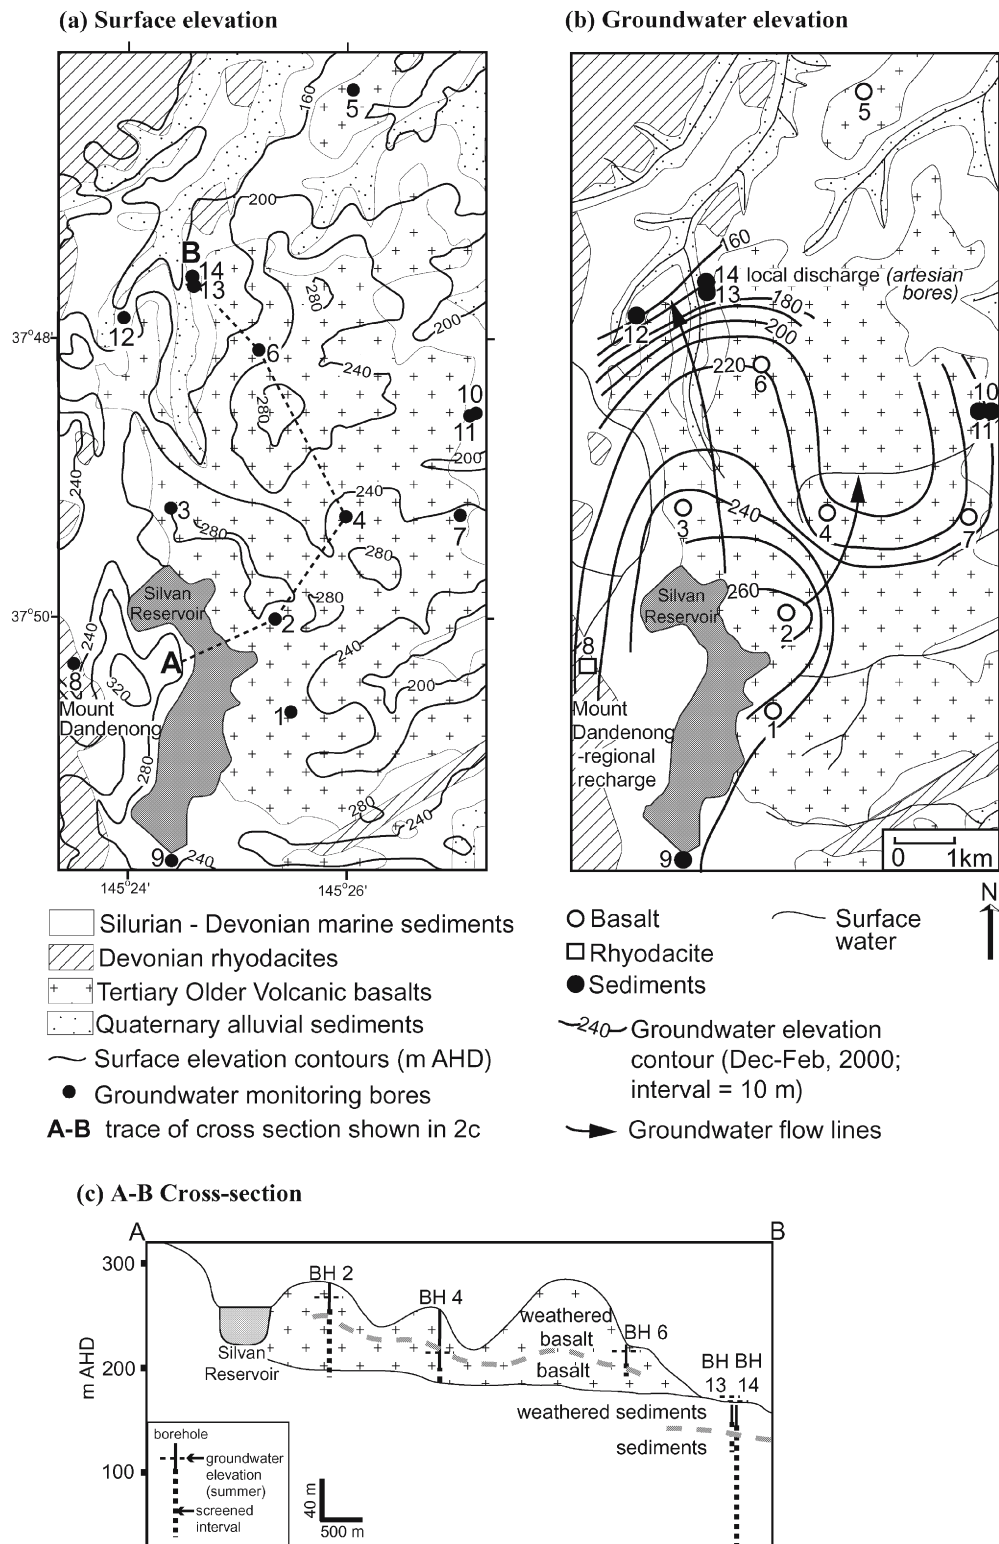 (a) Surface elevation
160
5
200
B
14
13
280
12
200
37°48'
6
240
10
280
11
200
240
240
3
4
280
7
280
Silvan
Reservoir
280
37°50'
2
240
240
A
8
320
200
Mount
Dandenong
1
280
280
240
9
240
145°24'
145°26'
(b) Groundwater elevation
5
160
14 local discharge (artesian
13 bores)
180
12
200
220
6
10
11
240
3
4
7
Silvan
Reservoir
260
2
8
Mount
Dandenong
-regional
recharge
1
9
0 1km
N
Silurian - Devonian marine sediments
Devonian rhyodacites
Tertiary Older Volcanic basalts
Quaternary alluvial sediments
Surface elevation contours (m AHD)
Groundwater monitoring bores
A-B trace of cross section shown in 2c
Basalt
Rhyodacite
Sediments
Surface
water
240
Groundwater elevation
contour (Dec-Feb, 2000;
interval = 10 m)
Groundwater flow lines
(c) A-B Cross-section
A
B
300
BH 2
BH 4
weathered
basalt
BH 6
basalt
Silvan
Reservoir
200
m AHD
BH BH
13 14
weathered sediments
sediments
100
borehole
groundwater
elevation
(summer)
screened
interval
40 m
500 m